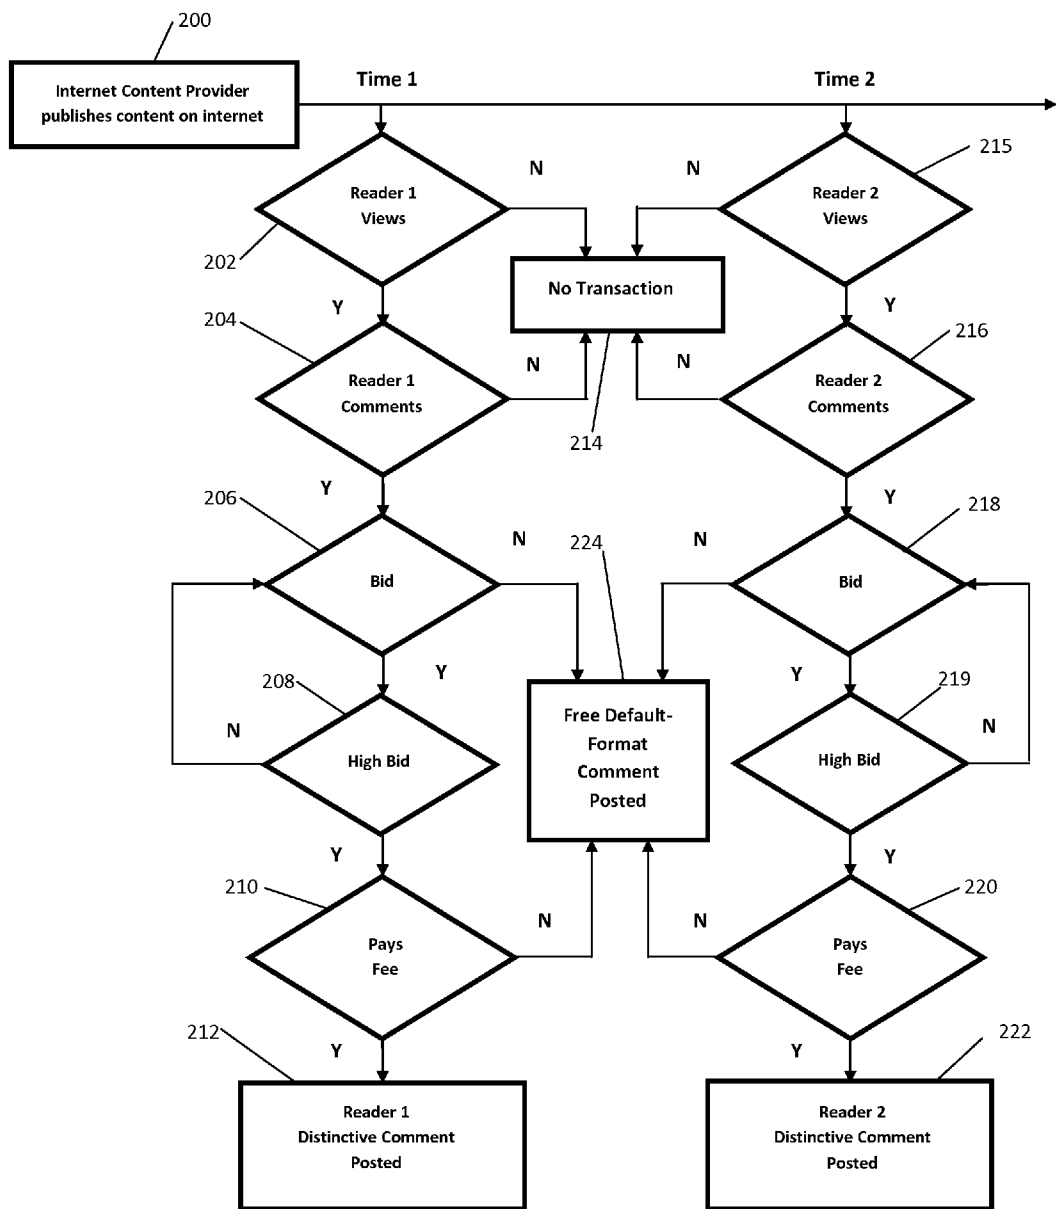 200
Internet Content Provider
publishes content on internet
Time 1
Time 2
Reader 1
Views
N
N
Reader 2
Views
215
202
No Transaction
Y
Y
204
Reader 1
Comments
N
N
Reader 2
Comments
216
214
Y
Y
206
Bid
N
224
N
Bid
218
Y
Y
208
219
N
High Bid
Free Default-
Format
Comment
Posted
High Bid
N
Y
Y
210
Pays
Fee
N
N
Pays
Fee
220
212
Y
Y
222
Reader 1
Distinctive Comment
Posted
Reader 2
Distinctive Comment
Posted